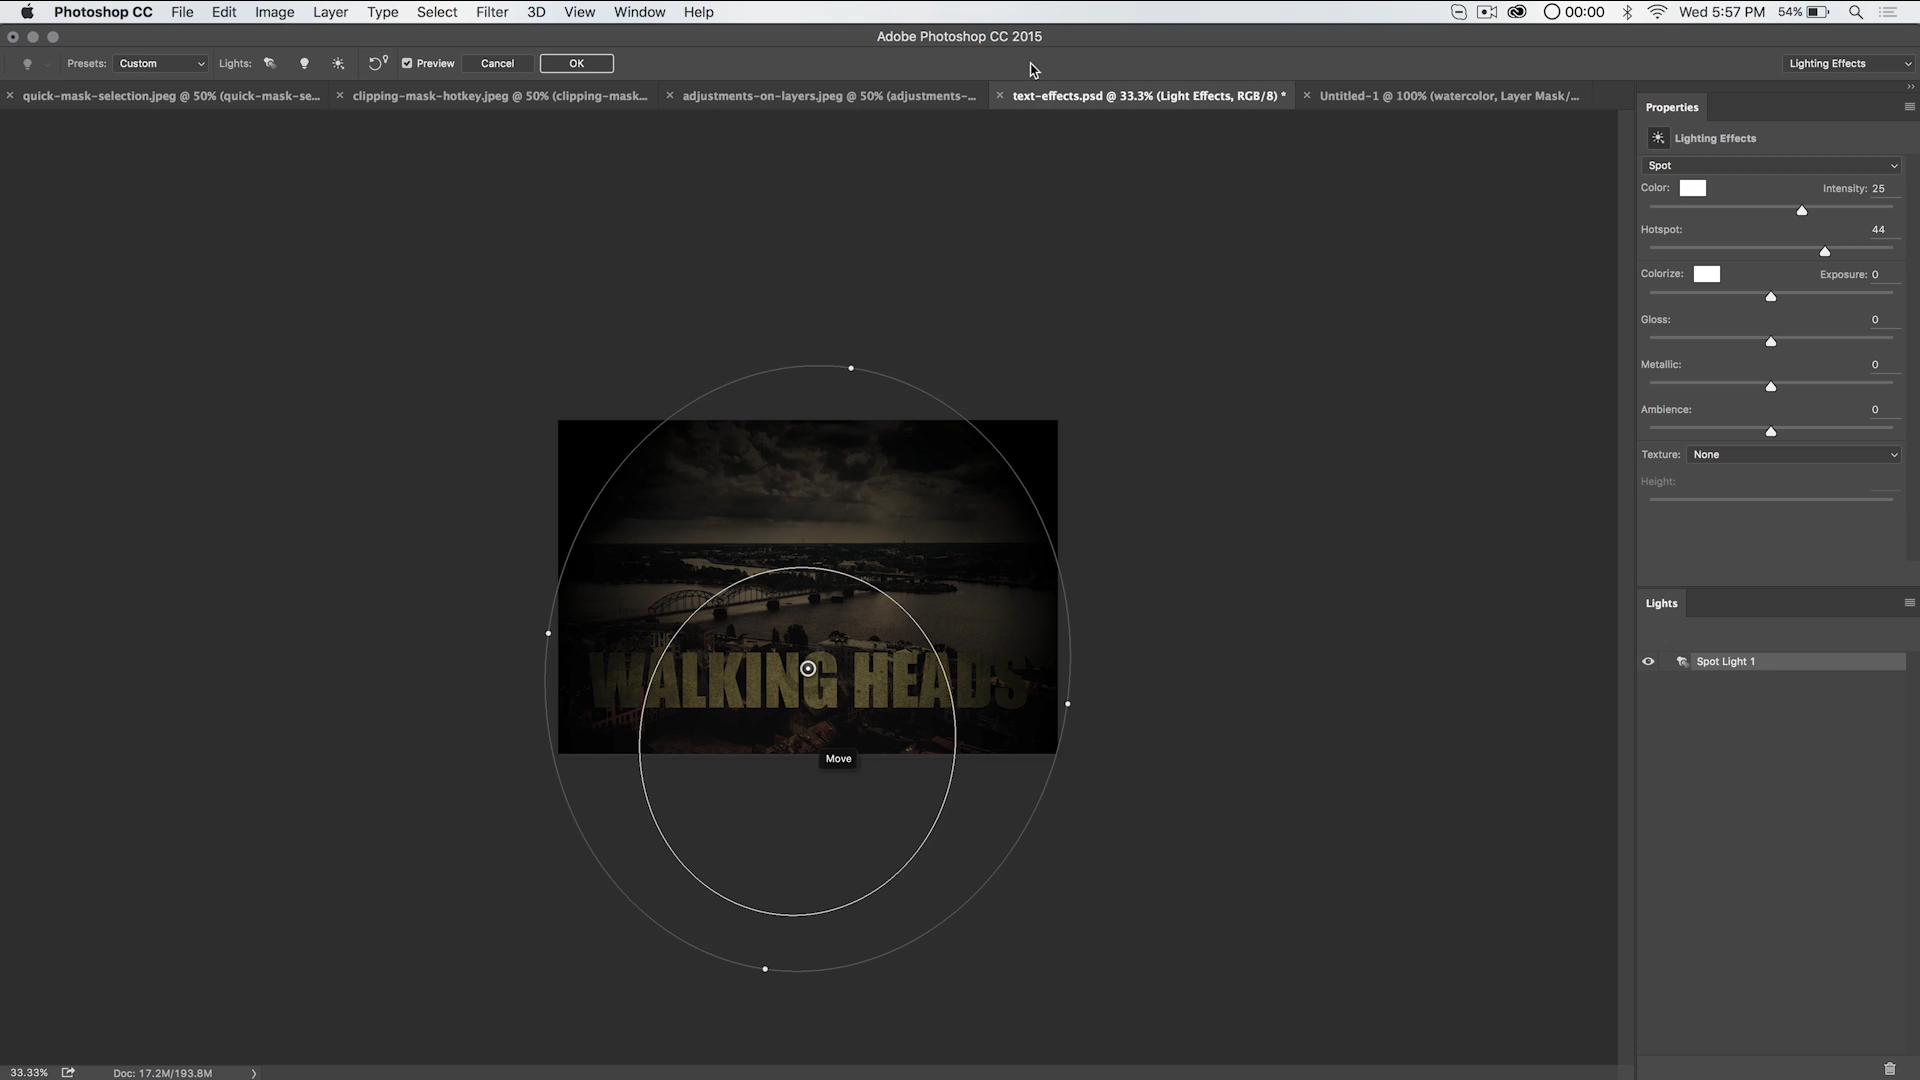 Photoshop CC File Edit Image Layer Type Select Filter 3D View Window Help 00:00 Wed 5:57 PM 54%
Adobe Photoshop CC 2015
Presets: Custom Lights: Preview Cancel OK Lighting Effects
quick-mask-selection.jpeg @ 50% (quick-mask-se... clipping-mask-hotkey.jpeg @ 50% (clipping-mask... adjustments-on-layers.jpeg @ 50% (adjustments-... text-effects.psd @ 33.3% (Light Effects, RGB/8) * Untitled-1 @ 100% (watercolor, Layer Mask/...
Properties
Lighting Effects
Spot
Color: Intensity: 25
Hotspot: 44
Colorize: Exposure: 0
Gloss: 0
Metallic: 0
Ambience: 0
Texture: None
Height:
Lights
Spot Light 1
THE
WALKING HEADS
Move
33.33% Doc: 17.2M/193.8M